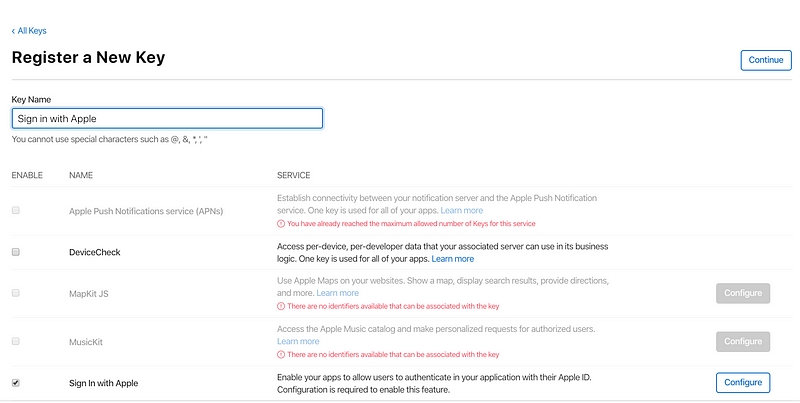 ‹ All Keys
Register a New Key
Continue
Key Name
Sign in with Apple
You cannot use special characters such as @, &, *, ', "
ENABLE NAME SERVICE
Apple Push Notifications service (APNs)
Establish connectivity between your notification server and the Apple Push Notification
service. One key is used for all of your apps. Learn more
You have already reached the maximum allowed number of Keys for this service
DeviceCheck
Access per-device, per-developer data that your associated server can use in its business
logic. One key is used for all of your apps. Learn more
MapKit JS
Use Apple Maps on your websites. Show a map, display search results, provide directions,
and more. Learn more
There are no identifiers available that can be associated with the key
Configure
MusicKit
Access the Apple Music catalog and make personalized requests for authorized users.
Learn more
There are no identifiers available that can be associated with the key
Configure
Sign In with Apple
Enable your apps to allow users to authenticate in your application with their Apple ID.
Configuration is required to enable this feature.
Configure